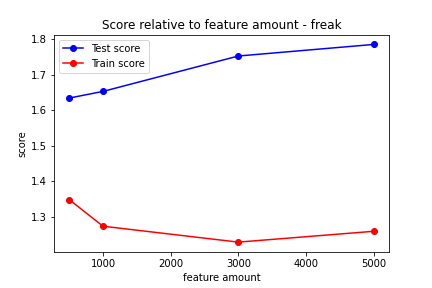 Score relative to feature amount - freak
Test score
Train score
score
1.8
1.7
1.6
1.5
1.4
1.3
1000
2000
3000
4000
5000
feature amount